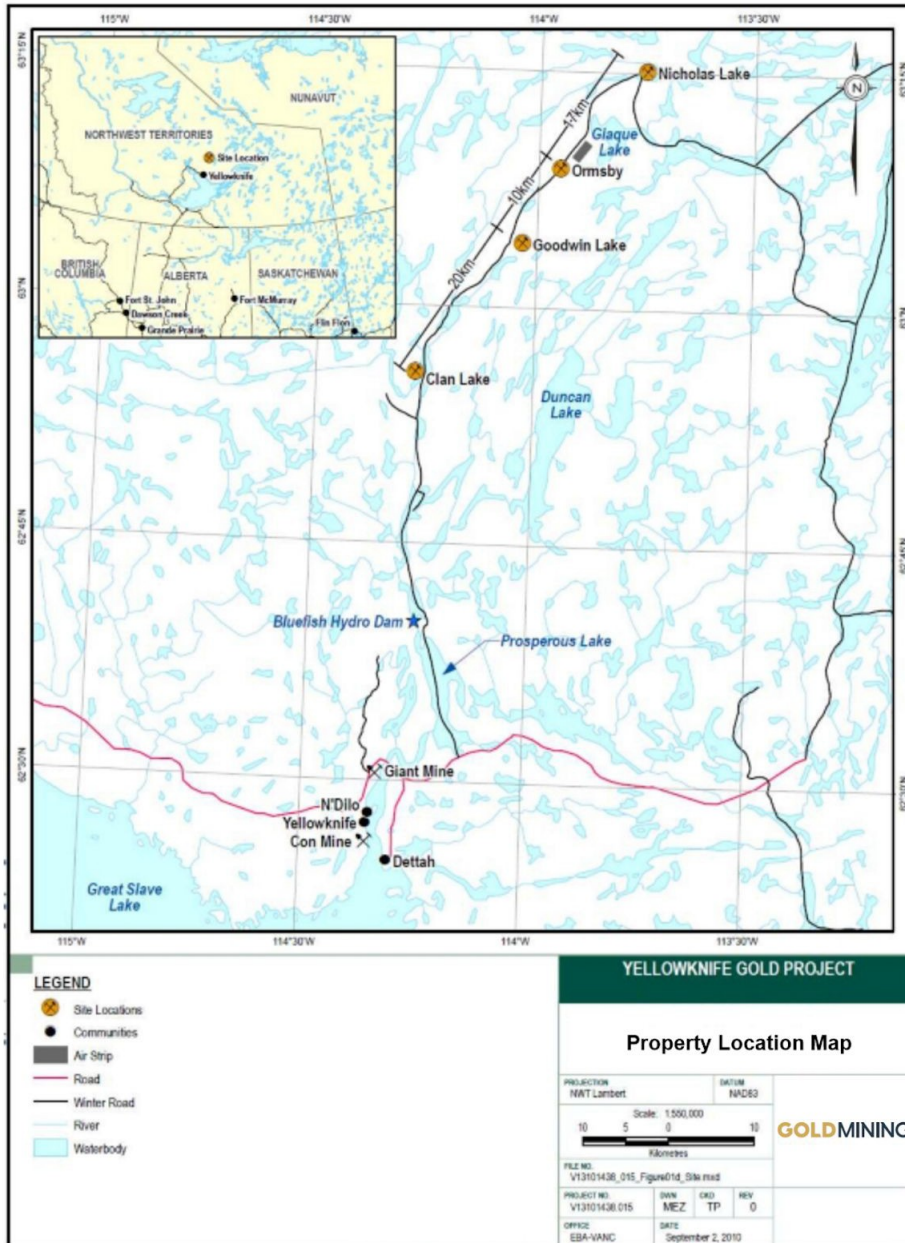 115°W
114°30'W
114°W
113°30'W
63°15'N
63°N
62°45'N
62°30'N
NUNAVUT
NORTHWEST TERRITORIES
Site Location
Yellowknife
BRITISH
COLUMBIA
ALBERTA
SASKATCHEWAN
Fort St. John
Dawson Creek
Grande Prairie
Fort McMurray
Flin Flon
N
Nicholas Lake
17km
Giaque
Lake
Ormsby
10km
Goodwin Lake
20km
Clan Lake
Duncan
Lake
Bluefish Hydro Dam
Prosperous Lake
Giant Mine
N'Dilo
Yellowknife
Con Mine
Dettah
Great Slave
Lake
63°N
62°45'N
62°30'N
115°W
114°30'W
114°W
113°30'W
LEGEND
Site Locations
Communities
Air Strip
Road
Winter Road
River
Waterbody
YELLOWKNIFE GOLD PROJECT
Property Location Map
PROJECTION
NWT Lambert
DATUM
NAD83
Scale: 1:550,000
10 5 0 10
Kilometres
FILE NO.
V13101438_015_Figure01d_Site.mxd
PROJECT NO.
V13101438.015
DWN
MEZ
CKD
TP
REV
0
OFFICE
EBA-VANC
DATE
September 2, 2010
GOLDMINING